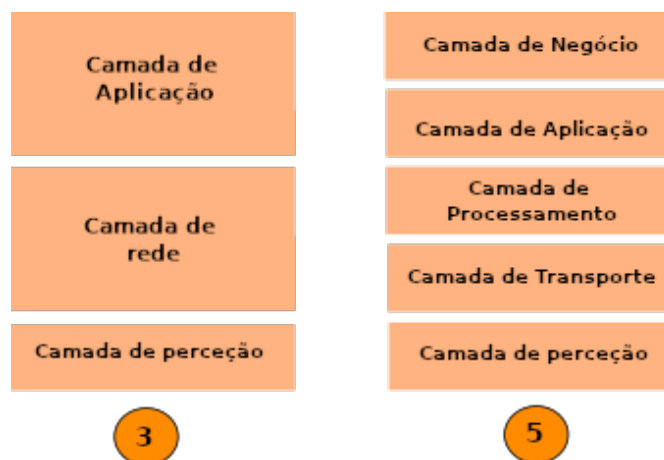 Camada de
Aplicação
Camada de
rede
Camada de perceção
3
Camada de Negócio
Camada de Aplicação
Camada de
Processamento
Camada de Transporte
Camada de perceção
5